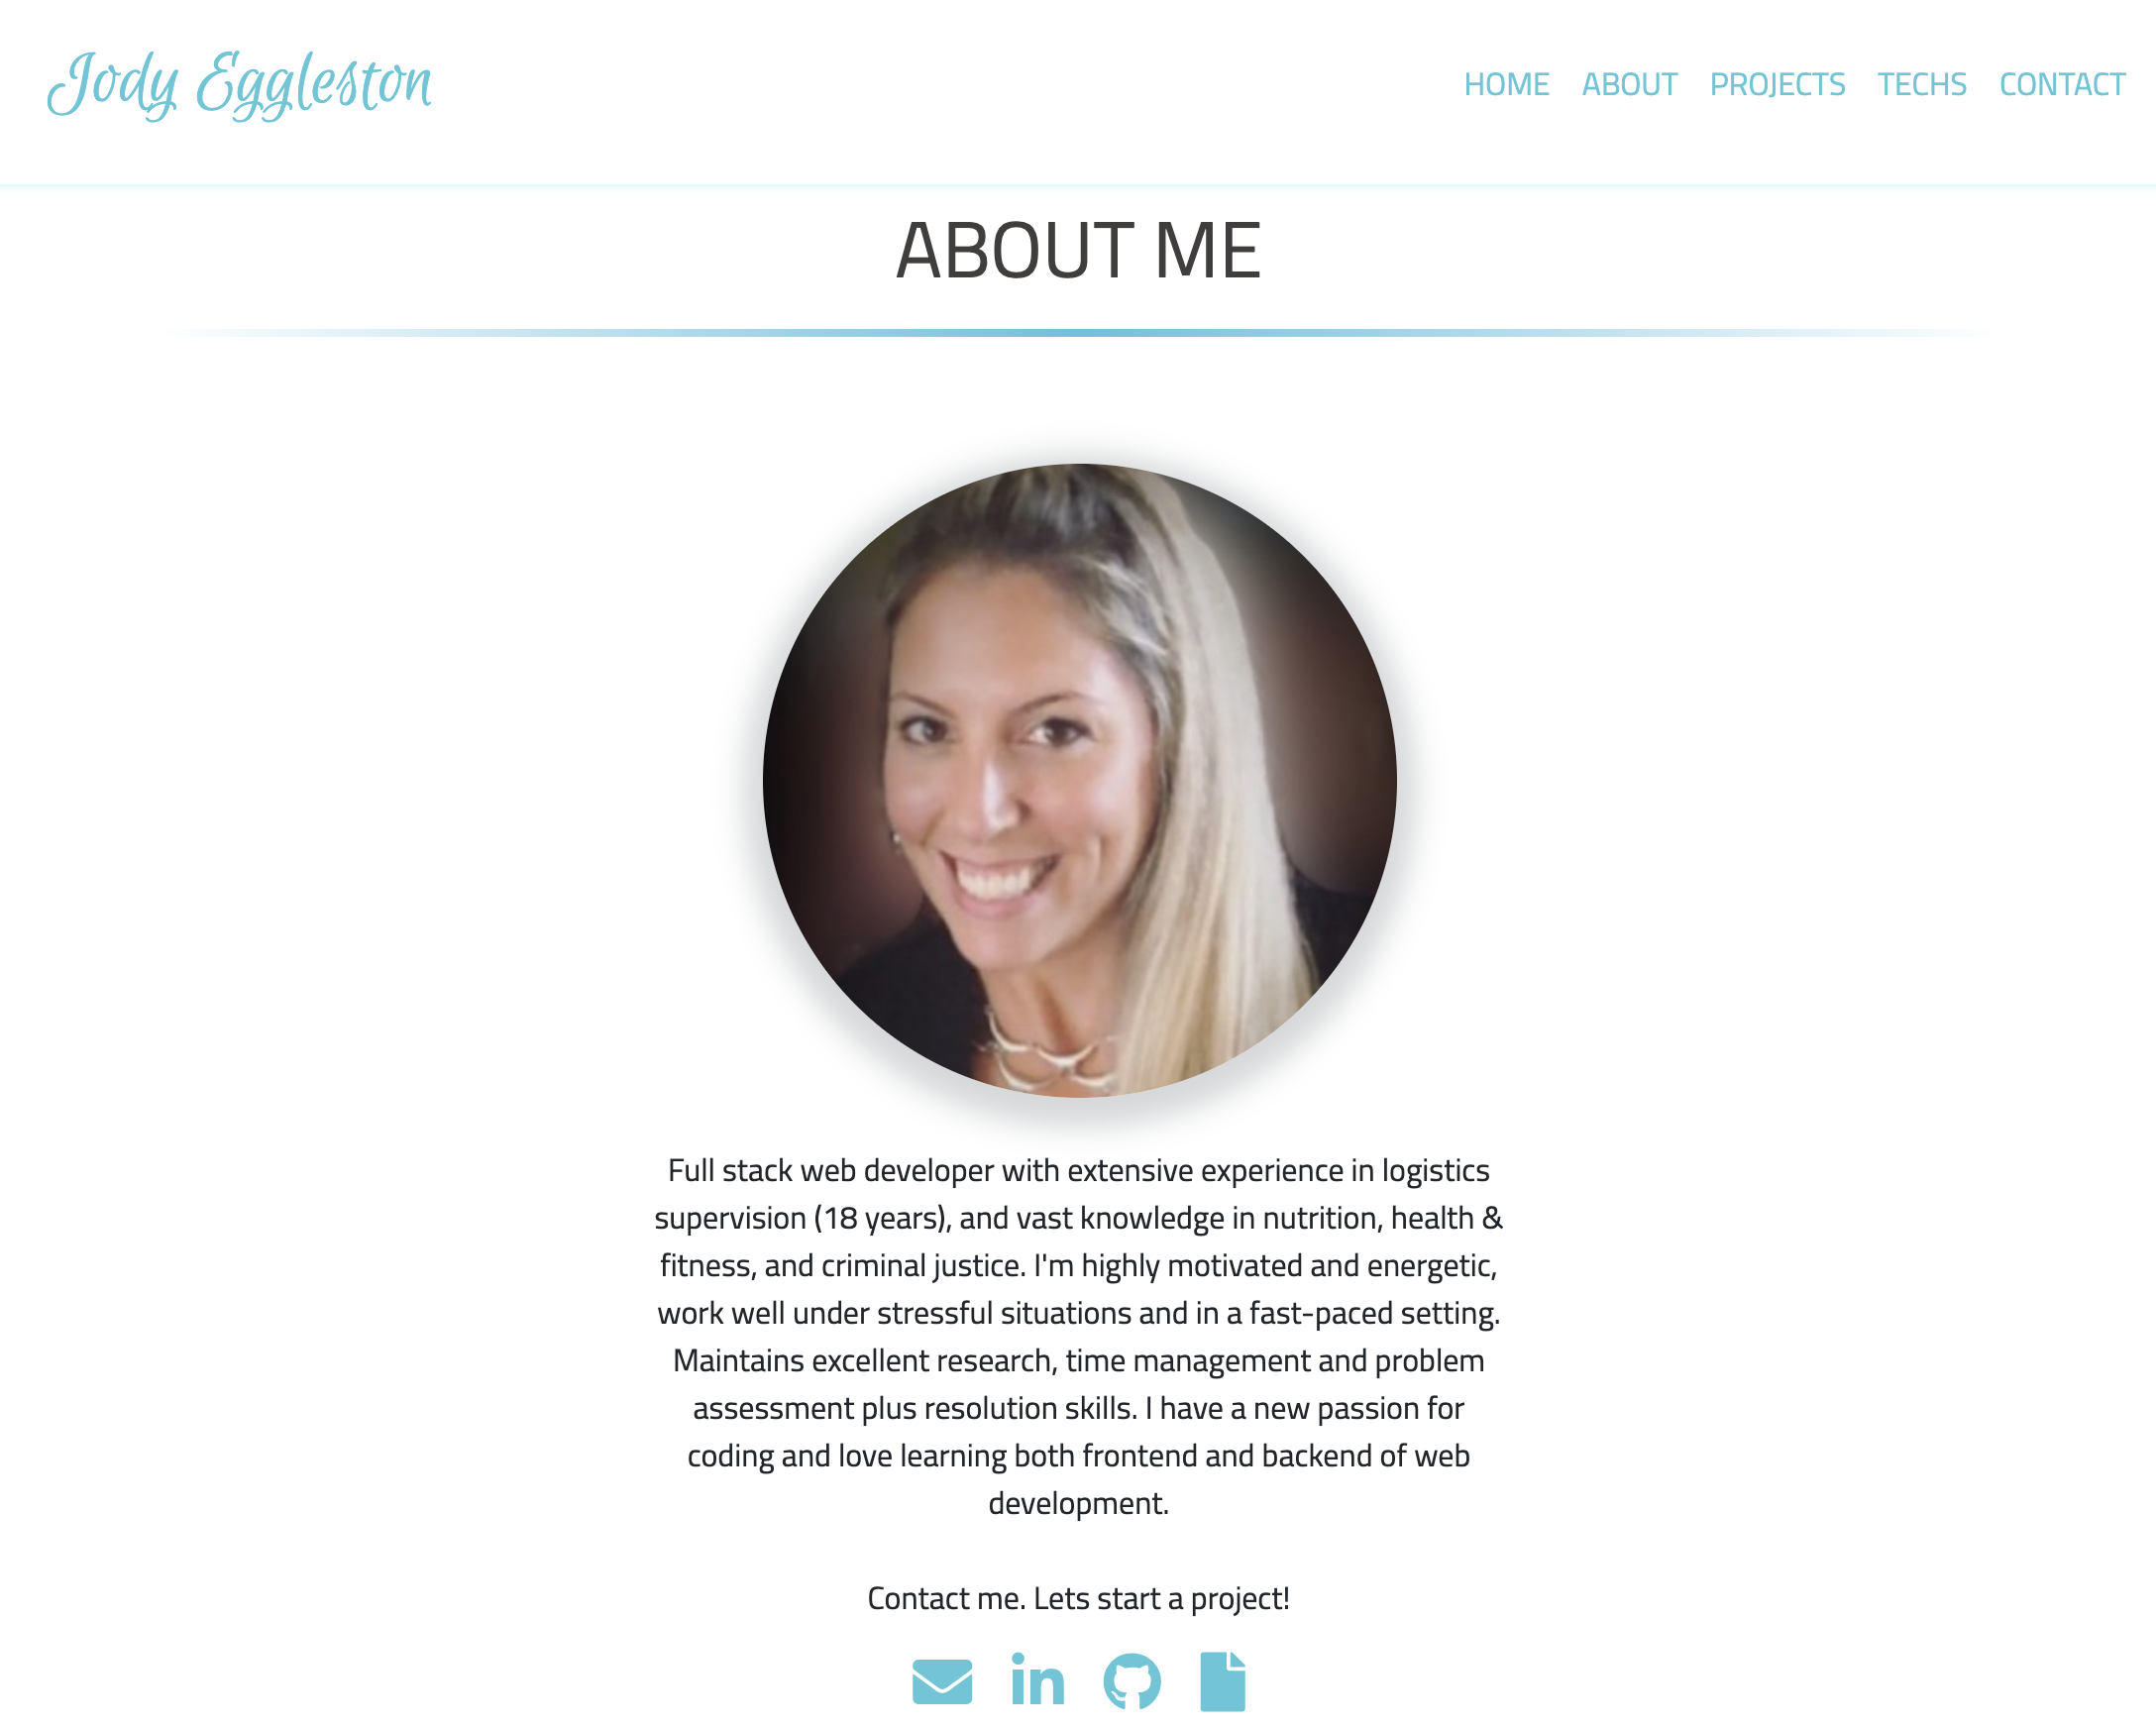 Jody Eggleston
HOME ABOUT PROJECTS TECHS CONTACT
ABOUT ME
Full stack web developer with extensive experience in logistics
supervision (18 years), and vast knowledge in nutrition, health &
fitness, and criminal justice. I'm highly motivated and energetic,
work well under stressful situations and in a fast-paced setting.
Maintains excellent research, time management and problem
assessment plus resolution skills. I have a new passion for
coding and love learning both frontend and backend of web
development.
Contact me. Lets start a project!
in